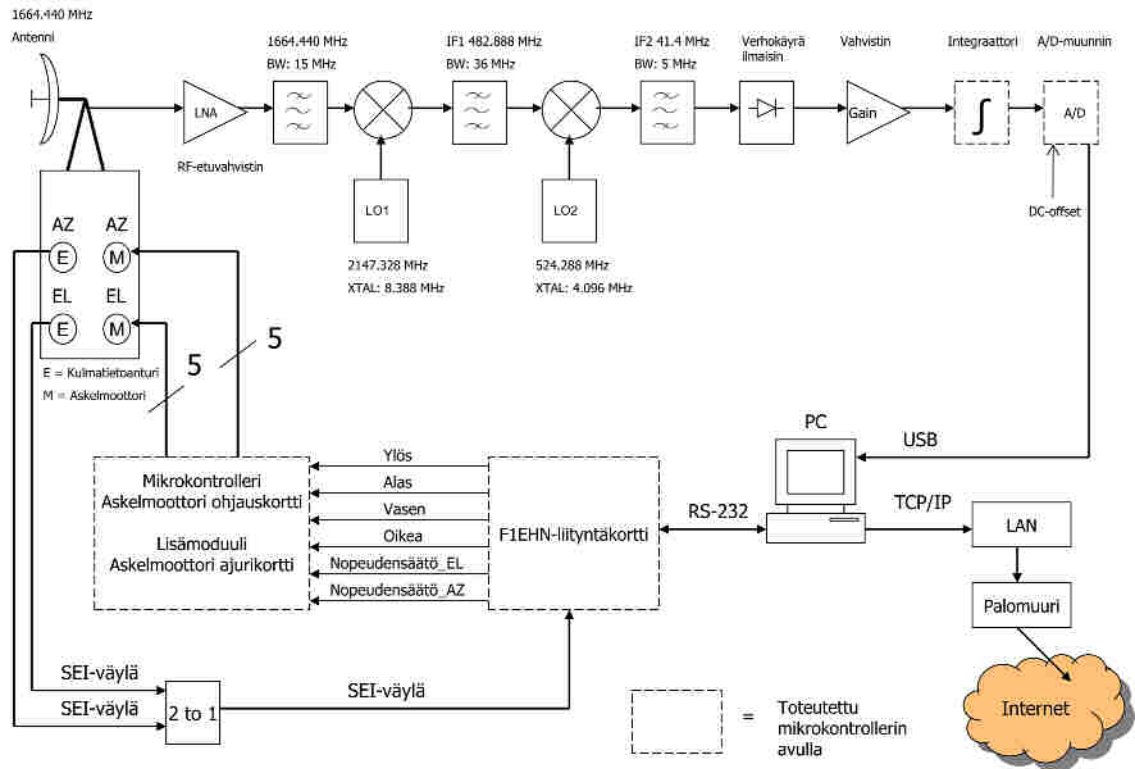 1664.440 MHz
Antenni
LNA
RF-etuvahvistin
1664.440 MHz
BW: 15 MHz
LO1
2147.328 MHz
XTAL: 8.388 MHz
IF1 482.888 MHz
BW: 36 MHz
LO2
524.288 MHz
XTAL: 4.096 MHz
IF2 41.4 MHz
BW: 5 MHz
Verhokäyrä
ilmaisin
Vahvistin
Gain
Integraattori
∫
A/D-muunnin
A/D
DC-offset
AZ AZ
E M
EL EL
E M
E = Kulmatietoanturi
M = Askelmoottori
5
5
Mikrokontrolleri
Askelmoottori ohjauskortti
Lisämoduuli
Askelmoottori ajurikortti
Ylös
Alas
Vasen
Oikea
Nopeudensäätö_EL
Nopeudensäätö_AZ
F1EHN-liityntäkortti
RS-232
PC
USB
TCP/IP
LAN
Palomuuri
Internet
SEI-väylä
SEI-väylä
2 to 1
SEI-väylä
= Toteutettu
mikrokontrollerin
avulla